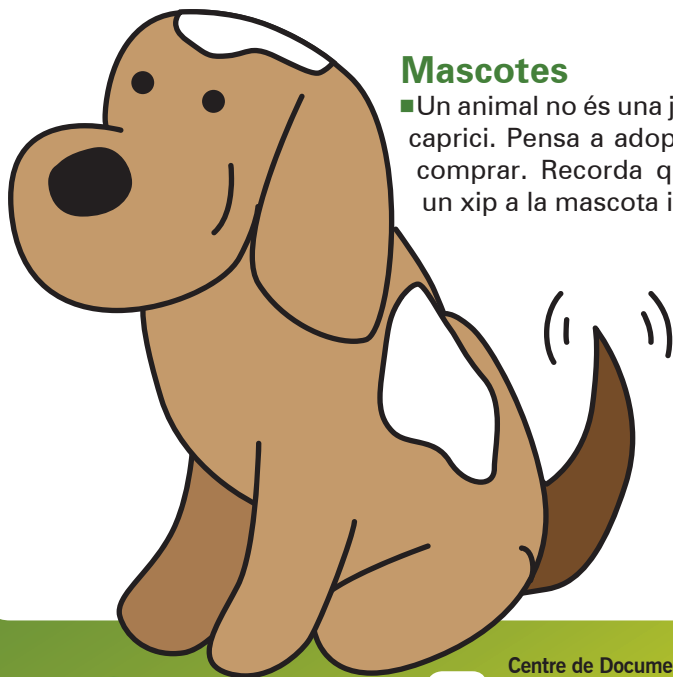 Mascotes
■Un animal no és una j
caprici. Pensa a adop
comprar. Recorda q
un xip a la mascota i
Centre de Docume